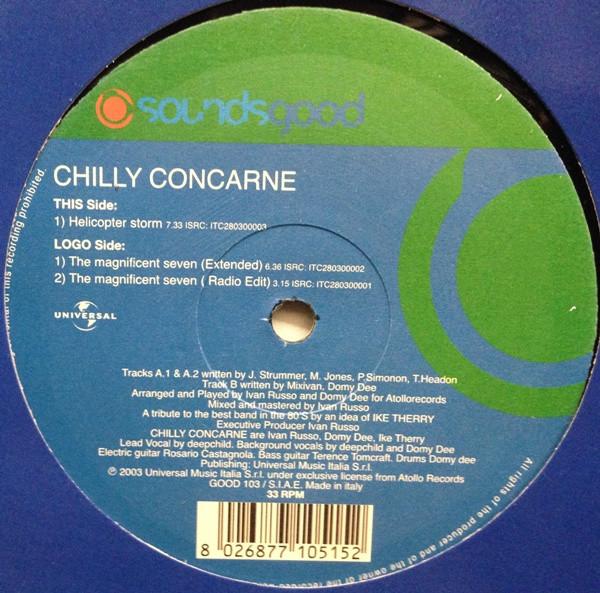 soundsgood
CHILLY CONCARNE
THIS Side:
1) Helicopter storm 7.33 ISRC: ITC280300003
LOGO Side:
1) The magnificent seven (Extended) 6.36 ISRC: ITC280300002
2) The magnificent seven ( Radio Edit) 3.15 ISRC: ITC280300001
UNIVERSAL
Tracks A.1 & A.2 written by J. Strummer, M. Jones, P.Simonon, T.Headon
Track B written by Mixivan, Domy Dee
Arranged and Played by Ivan Russo and Domy Dee for Atollorecords
Mixed and mastered by Ivan Russo
A tribute to the best band in the 80'S by an idea of IKE THERRY
Executive Producer Ivan Russo
CHILLY CONCARNE are Ivan Russo, Domy Dee, Ike Therry
Lead Vocal by deepchild. Background vocals by deepchild and Domy Dee
Electric guitar Rosario Castagnola. Bass guitar Terence Tomcraft. Drums Domy dee
Publishing: Universal Music Italia S.r.l.
℗ 2003 Universal Music Italia S.r.l. under exclusive license from Atollo Records
GOOD 103 / S.I.A.E. Made in italy
33 RPM
8 026877 105152
All rights of the producer and of the owner of the recorded
of this recording prohibited.